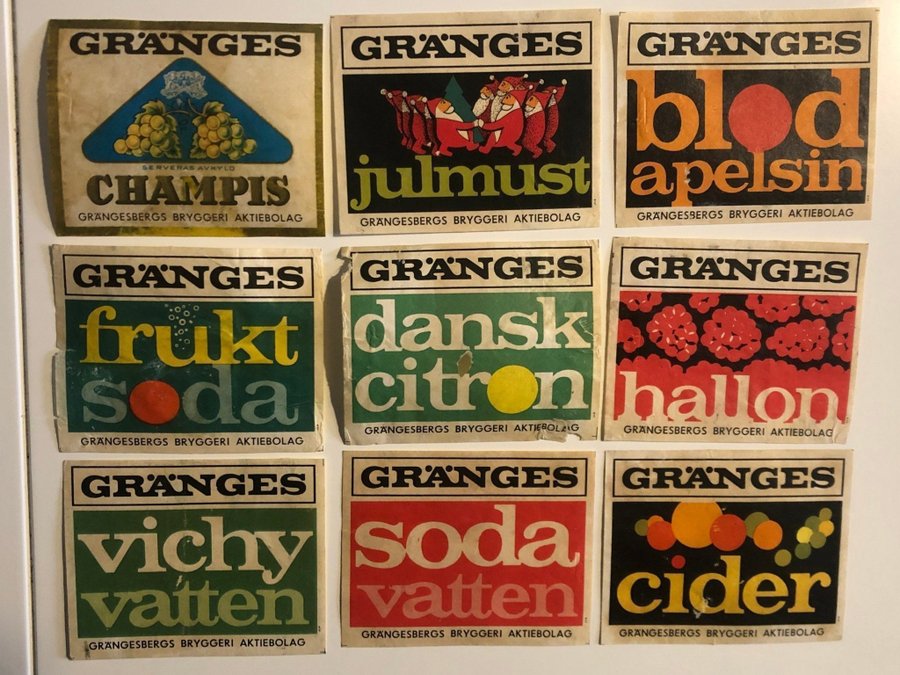 GRÄNGES
SERVERAS AVKYLD
CHAMPIS
GRÄNGESBERGS BRYGGERI AKTIEBOLAG
GRÄNGES
julmust
GRÄNGESBERGS BRYGGERI AKTIEBOLAG
GRÄNGES
blod
apelsin
GRÄNGESBERGS BRYGGERI AKTIEBOLAG
GRÄNGES
frukt
soda
GRÄNGESBERGS BRYGGERI AKTIEBOLAG
GRÄNGES
dansk
citron
GRÄNGESBERGS BRYGGERI AKTIEBOLAG
GRÄNGES
hallon
GRÄNGESBERGS BRYGGERI AKTIEBOLAG
GRÄNGES
vichy
vatten
GRÄNGESBERGS BRYGGERI AKTIEBOLAG
GRÄNGES
soda
vatten
GRÄNGESBERGS BRYGGERI AKTIEBOLAG
GRÄNGES
cider
GRÄNGESBERGS BRYGGERI AKTIEBOLAG